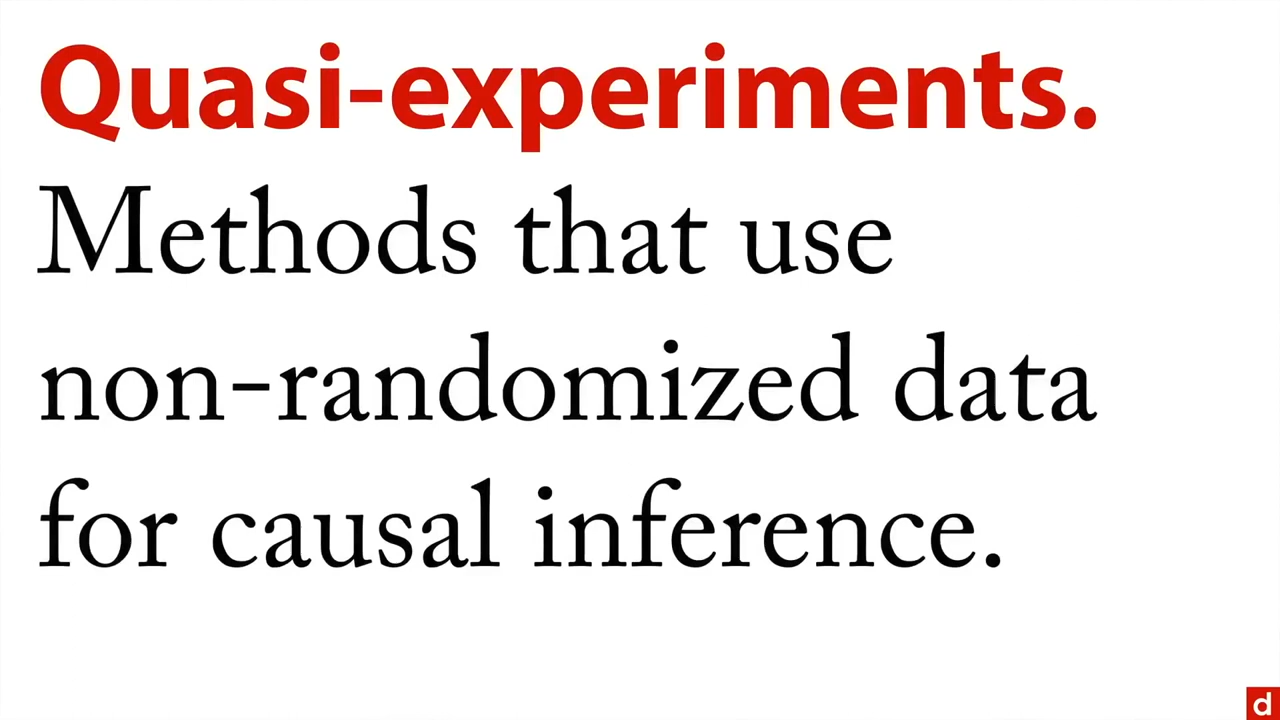 Quasi-experiments.
Methods that use
non-randomized data
for causal inference.
d